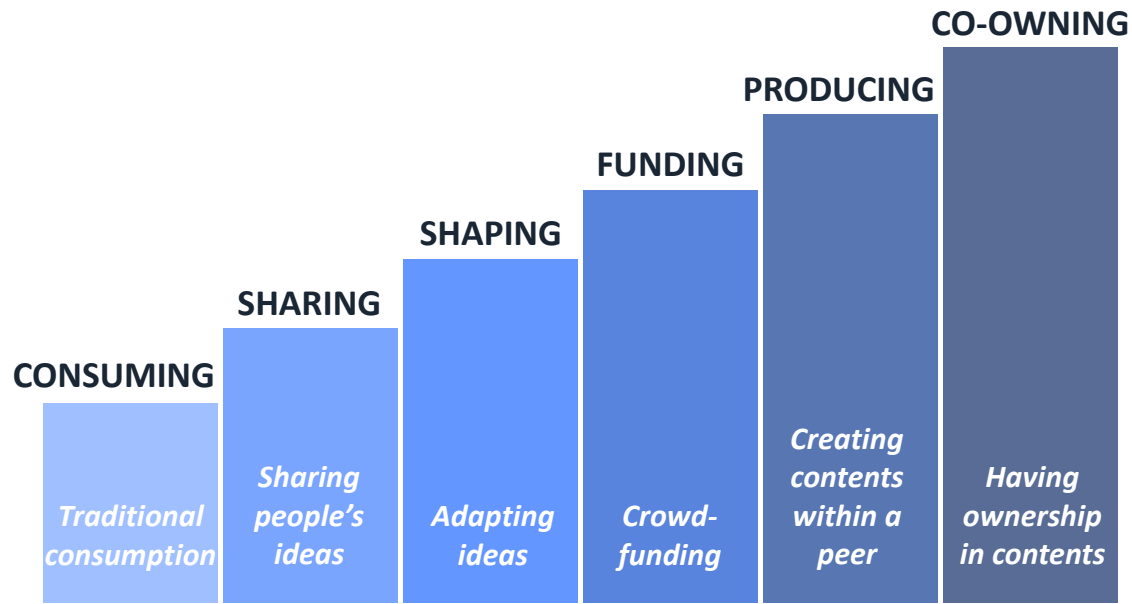 CONSUMING
Traditional
consumption
SHARING
Sharing
people’s
ideas
SHAPING
Adapting
ideas
FUNDING
Crowd-
funding
PRODUCING
Creating
contents
within a
peer
CO-OWNING
Having
ownership
in contents